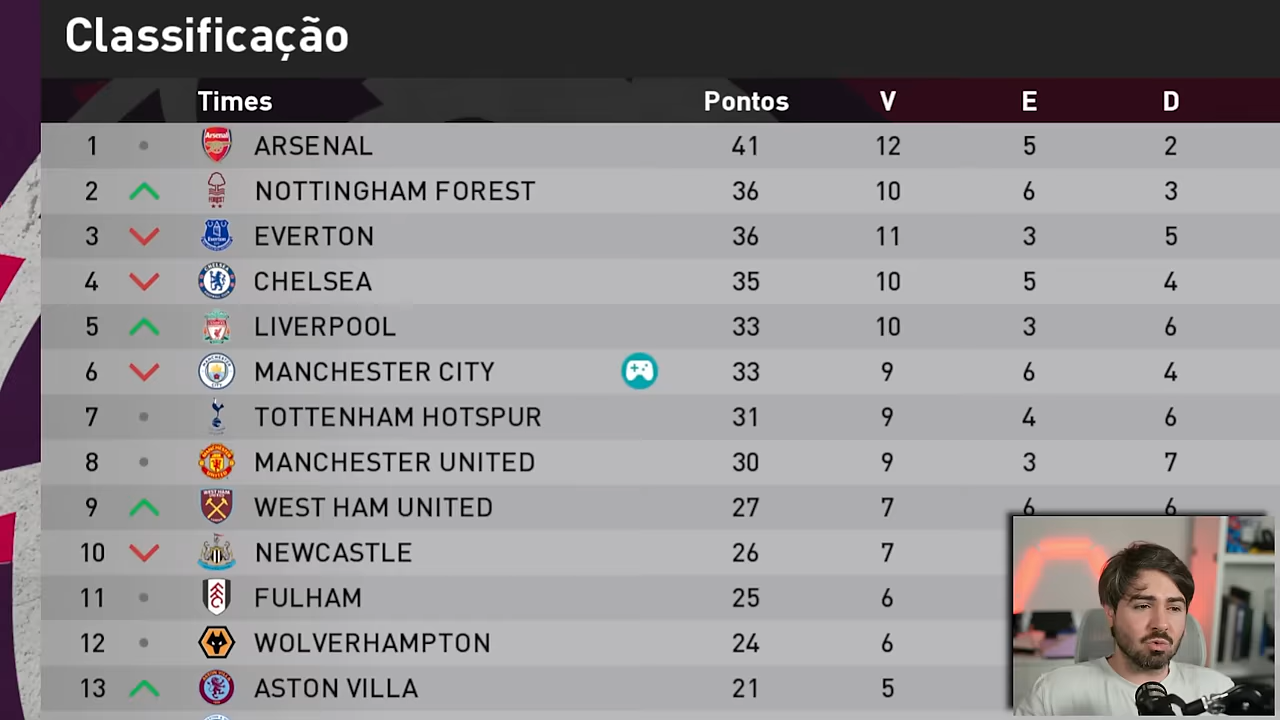 Classificação
Times Pontos V E D
1 ARSENAL 41 12 5 2
2 NOTTINGHAM FOREST 36 10 6 3
3 EVERTON 36 11 3 5
4 CHELSEA 35 10 5 4
5 LIVERPOOL 33 10 3 6
6 MANCHESTER CITY 33 9 6 4
7 TOTTENHAM HOTSPUR 31 9 4 6
8 MANCHESTER UNITED 30 9 3 7
9 WEST HAM UNITED 27 7 6 6
10 NEWCASTLE 26 7
11 FULHAM 25 6
12 WOLVERHAMPTON 24 6
13 ASTON VILLA 21 5